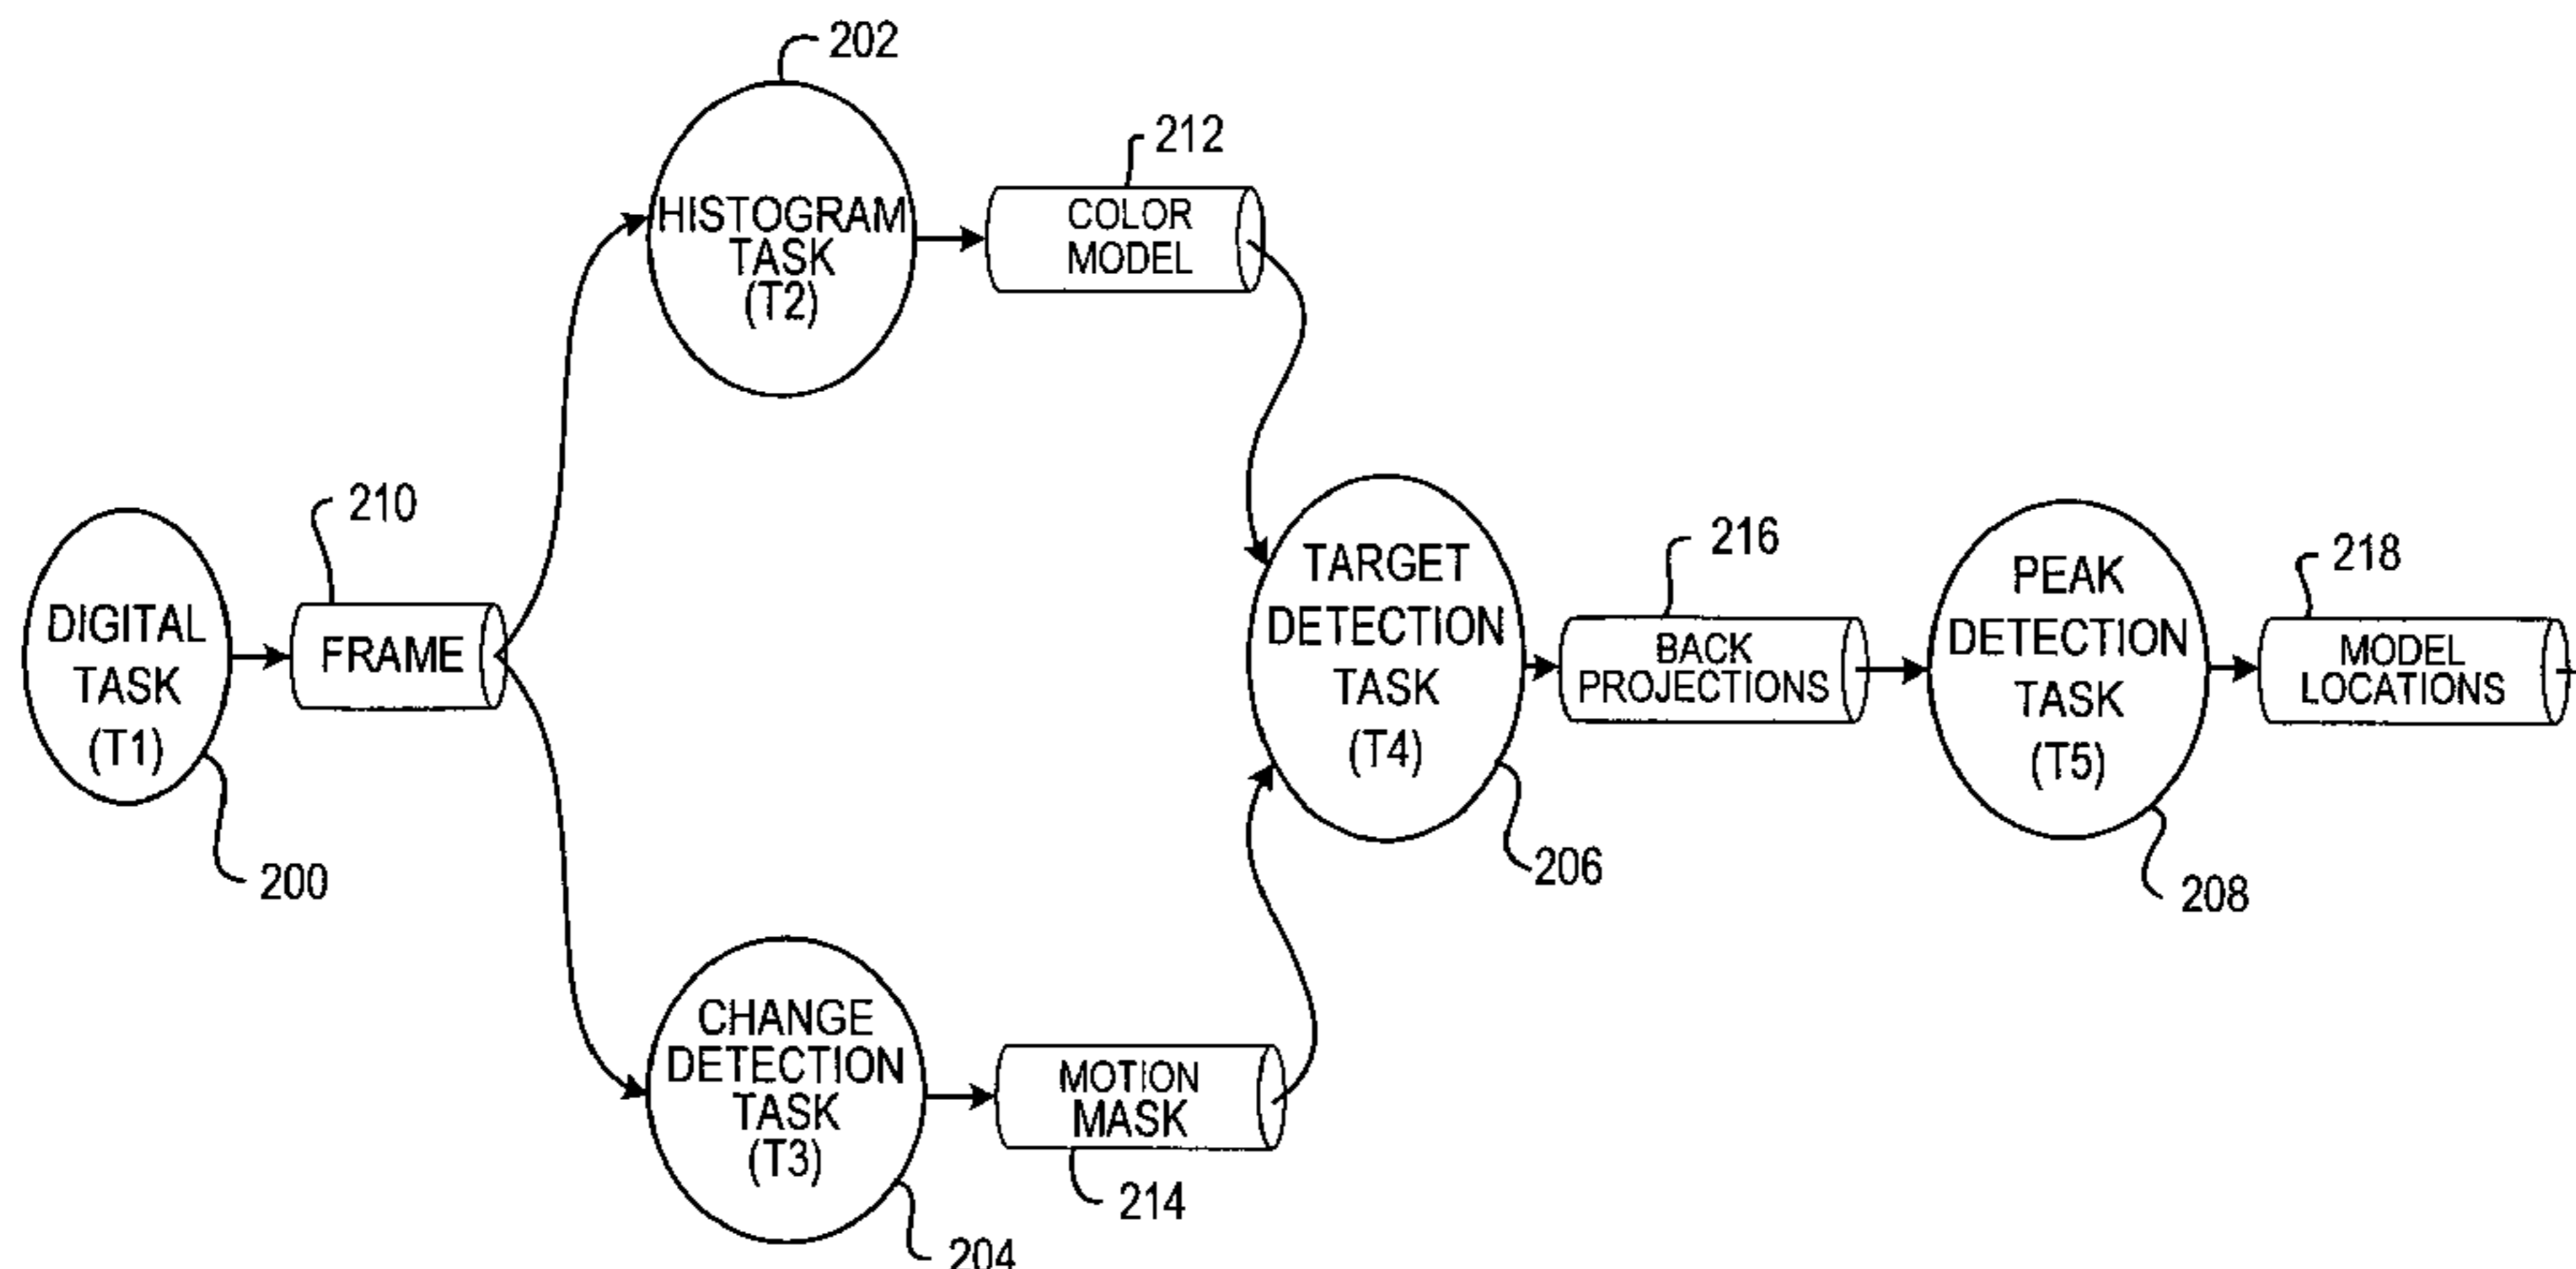 202
HISTOGRAM
TASK
(T2)
212
COLOR
MODEL
210
DIGITAL
TASK
(T1)
200
FRAME
TARGET
DETECTION
TASK
(T4)
206
216
BACK
PROJECTIONS
PEAK
DETECTION
TASK
(T5)
208
218
MODEL
LOCATIONS
CHANGE
DETECTION
TASK
(T3)
204
MOTION
MASK
214